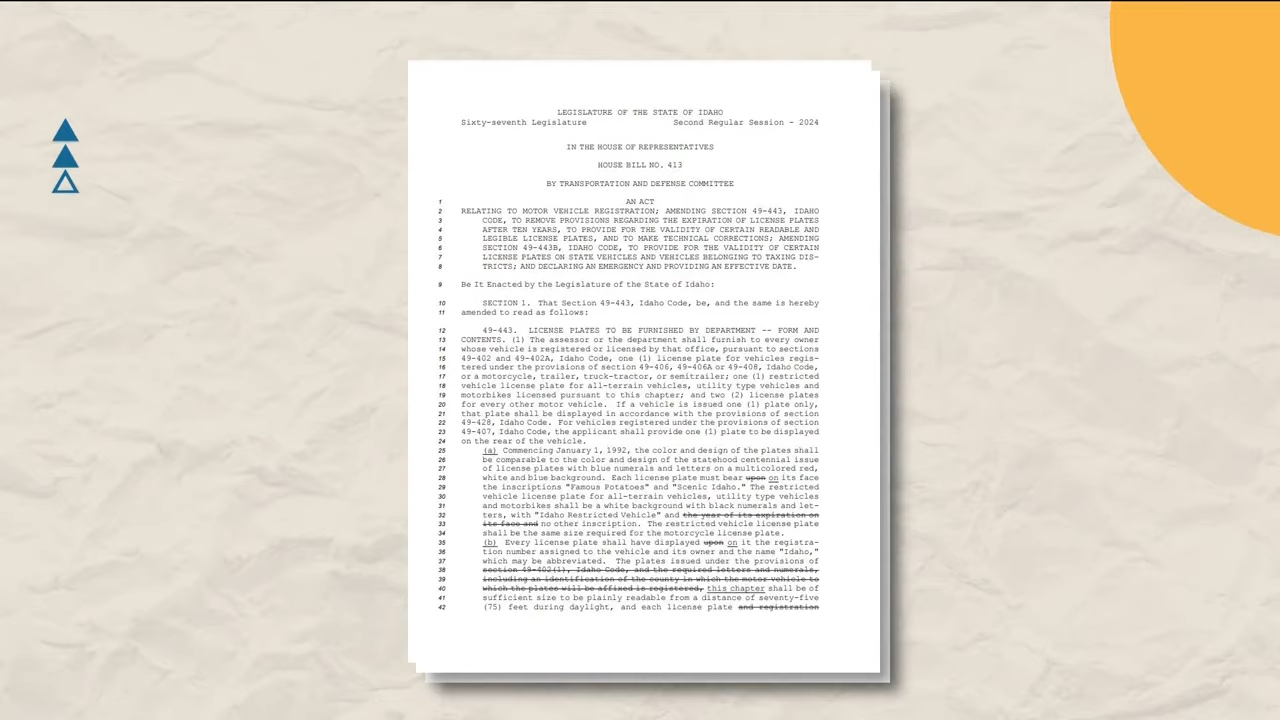 LEGISLATURE OF THE STATE OF IDAHO
Sixty-seventh Legislature Second Regular Session - 2024
IN THE HOUSE OF REPRESENTATIVES
HOUSE BILL NO. 413
BY TRANSPORTATION AND DEFENSE COMMITTEE
1 AN ACT
2 RELATING TO MOTOR VEHICLE REGISTRATION; AMENDING SECTION 49-443, IDAHO
3 CODE, TO REMOVE PROVISIONS REGARDING THE EXPIRATION OF LICENSE PLATES
4 AFTER TEN YEARS, TO PROVIDE FOR THE VALIDITY OF CERTAIN READABLE AND
5 LEGIBLE LICENSE PLATES, AND TO MAKE TECHNICAL CORRECTIONS; AMENDING
6 SECTION 49-443B, IDAHO CODE, TO PROVIDE FOR THE VALIDITY OF CERTAIN
7 LICENSE PLATES ON STATE VEHICLES AND VEHICLES BELONGING TO TAXING DIS-
8 TRICTS; AND DECLARING AN EMERGENCY AND PROVIDING AN EFFECTIVE DATE.
9 Be It Enacted by the Legislature of the State of Idaho:
10 SECTION 1. That Section 49-443, Idaho Code, be, and the same is hereby
11 amended to read as follows:
12 49-443. LICENSE PLATES TO BE FURNISHED BY DEPARTMENT -- FORM AND
13 CONTENTS. (1) The assessor or the department shall furnish to every owner
14 whose vehicle is registered or licensed by that office, pursuant to sections
15 49-402 and 49-402A, Idaho Code, one (1) license plate for vehicles regis-
16 tered under the provisions of section 49-406, 49-406A or 49-408, Idaho Code,
17 or a motorcycle, trailer, truck-tractor, or semitrailer; one (1) restricted
18 vehicle license plate for all-terrain vehicles, utility type vehicles and
19 motorbikes licensed pursuant to this chapter; and two (2) license plates
20 for every other motor vehicle. If a vehicle is issued one (1) plate only,
21 that plate shall be displayed in accordance with the provisions of section
22 49-428, Idaho Code. For vehicles registered under the provisions of section
23 49-407, Idaho Code, the applicant shall provide one (1) plate to be displayed
24 on the rear of the vehicle.
25 (a) Commencing January 1, 1992, the color and design of the plates shall
26 be comparable to the color and design of the statehood centennial issue
27 of license plates with blue numerals and letters on a multicolored red,
28 white and blue background. Each license plate must bear upon on its face
29 the inscriptions "Famous Potatoes" and "Scenic Idaho." The restricted
30 vehicle license plate for all-terrain vehicles, utility type vehicles
31 and motorbikes shall be a white background with black numerals and let-
32 ters, with "Idaho Restricted Vehicle" and the year of its expiration on
33 its face and no other inscription. The restricted vehicle license plate
34 shall be the same size required for the motorcycle license plate.
35 (b) Every license plate shall have displayed upon on it the registra-
36 tion number assigned to the vehicle and its owner and the name "Idaho,"
37 which may be abbreviated. The plates issued under the provisions of
38 section 49-402(1), Idaho Code, and the required letters and numerals,
39 including an identification of the county in which the motor vehicle to
40 which the plates will be affixed is registered, this chapter shall be of
41 sufficient size to be plainly readable from a distance of seventy-five
42 (75) feet during daylight, and each license plate and registration